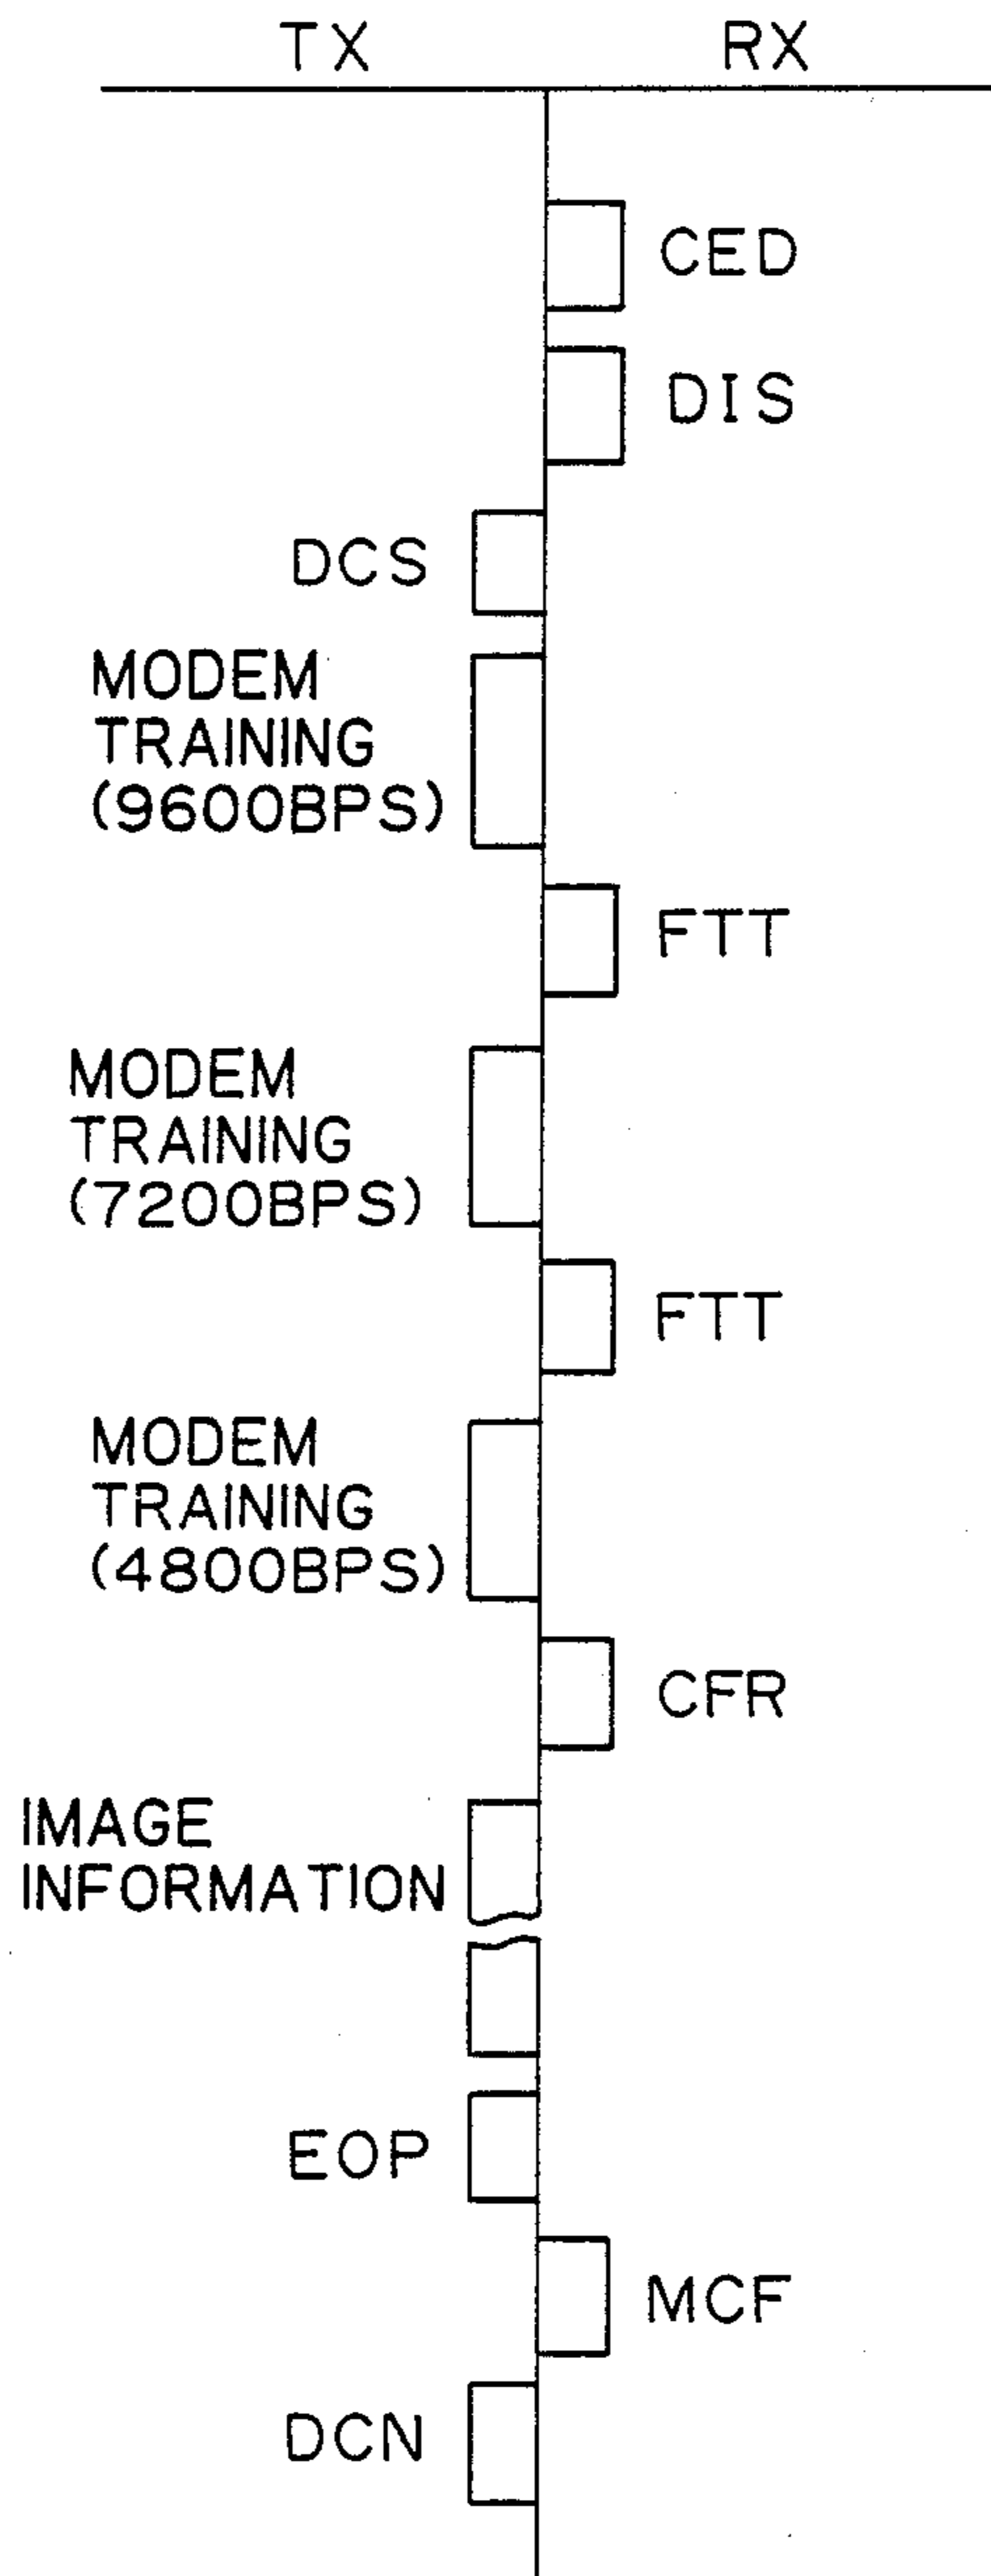 TX RX
CED
DIS
DCS
MODEM
TRAINING
(9600BPS)
FTT
MODEM
TRAINING
(7200BPS)
FTT
MODEM
TRAINING
(4800BPS)
CFR
IMAGE
INFORMATION
EOP
MCF
DCN